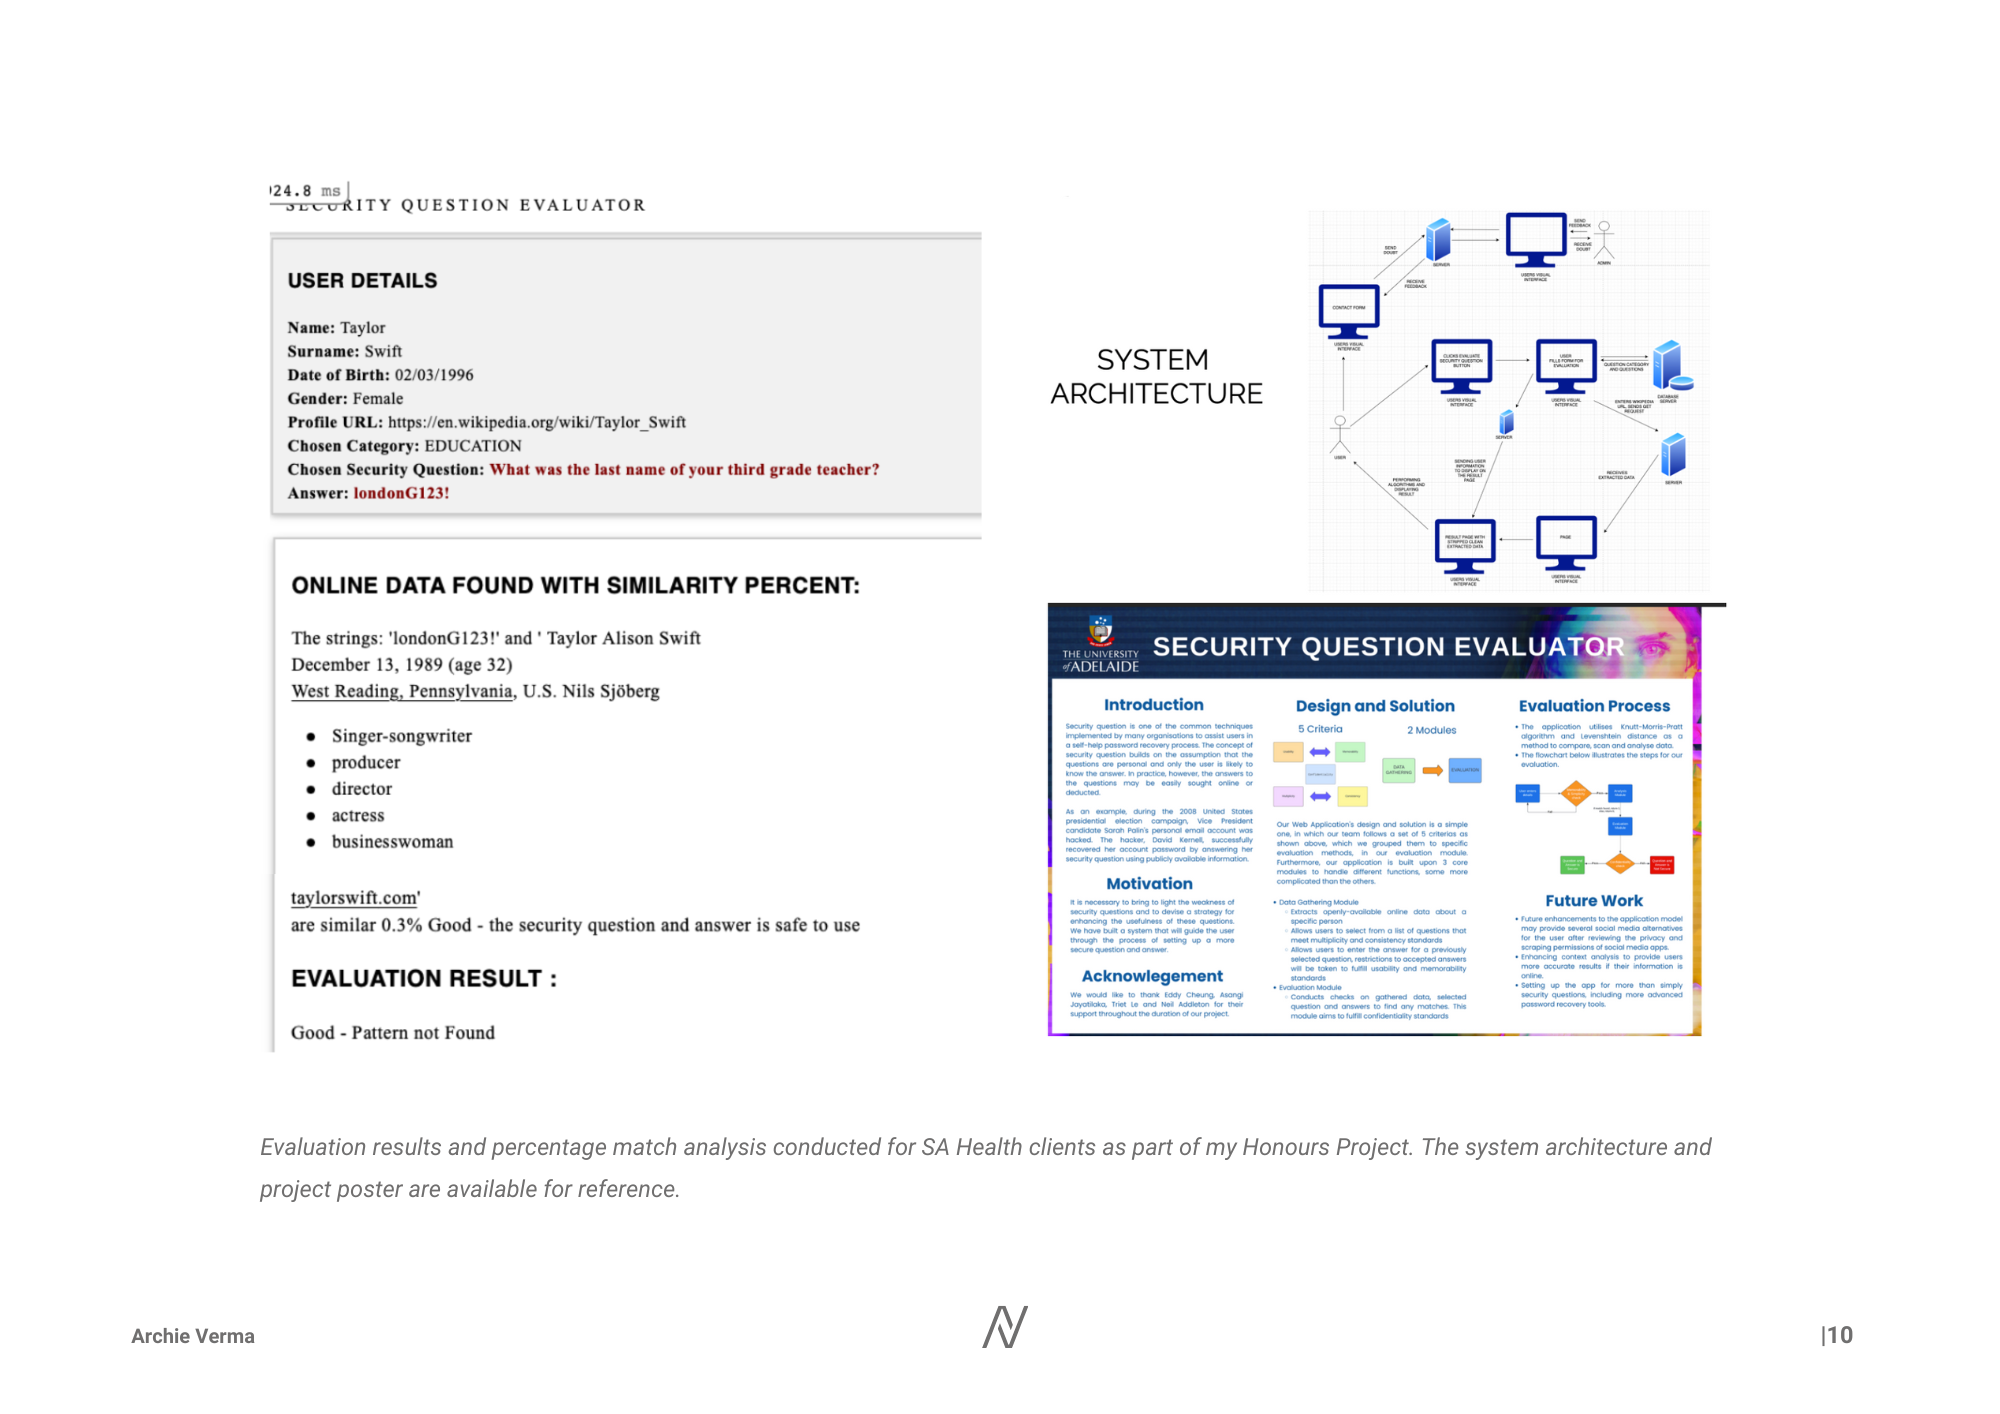 024.8 ms
SECURITY QUESTION EVALUATOR
USER DETAILS
Name: Taylor
Surname: Swift
Date of Birth: 02/03/1996
Gender: Female
Profile URL: https://en.wikipedia.org/wiki/Taylor_Swift
Chosen Category: EDUCATION
Chosen Security Question: What was the last name of your third grade teacher?
Answer: londonG123!
ONLINE DATA FOUND WITH SIMILARITY PERCENT:
The strings: 'londonG123!' and ' Taylor Alison Swift
December 13, 1989 (age 32)
West Reading, Pennsylvania, U.S. Nils Sjöberg
● Singer-songwriter
● producer
● director
● actress
● businesswoman
taylorswift.com'
are similar 0.3% Good - the security question and answer is safe to use
EVALUATION RESULT :
Good - Pattern not Found
SYSTEM
ARCHITECTURE
SEND
FEEDBACK
RECEIVE
DOUBT
ADMIN
SEND
DOUBT
SERVER
USERS VISUAL
INTERFACE
RECEIVE
FEEDBACK
CONTACT FORM
USERS VISUAL
INTERFACE
CLICKS EVALUATE
SECURITY QUESTION
BUTTON
USERS VISUAL
INTERFACE
USER
FILLS FORM FOR
EVALUATION
USERS VISUAL
INTERFACE
QUESTION CATEGORY
AND QUESTIONS
DATABASE
SERVER
ENTERS WIKIPEDIA
URL, SENDS GET
REQUEST
SERVER
USER
SENDING USER
INFORMATION
TO DISPLAY ON
THE RESULT
PAGE
PERFORMING
ALGORITHM AND
DISPLAYING
RESULT
RECEIVES
EXTRACTED DATA
SERVER
RESULT PAGE WITH
STRIPPED CLEAN
EXTRACTED DATA
USERS VISUAL
INTERFACE
PAGE
USERS VISUAL
INTERFACE
THE UNIVERSITY
of ADELAIDE
SECURITY QUESTION EVALUATOR
Introduction
Security question is one of the common techniques
implemented by many organisations to assist users in
a self-help password recovery process. The concept of
security question builds on the assumption that the
questions are personal and only the user is likely to
know the answer. In practice, however, the answers to
the questions may be easily sought online or
deducted.
As an example, during the 2008 United States
presidential election campaign, Vice President
candidate Sarah Palin's personal email account was
hacked. The hacker, David Kernell, successfully
recovered her account password by answering her
security question using publicly available information.
Motivation
It is necessary to bring to light the weakness of
security questions and to devise a strategy for
enhancing the usefulness of these questions.
We have built a system that will guide the user
through the process of setting up a more
secure question and answer.
Acknowlegement
We would like to thank Eddy Cheung, Asangi
Jayatilaka, Triet Le and Neil Addleton for their
support throughout the duration of our project.
Design and Solution
5 Criteria
2 Modules
DATA
GATHERING
EVALUATION
Our Web Application's design and solution is a simple
one, in which our team follows a set of 5 criterias as
shown above, which we grouped them to specific
evaluation methods, in our evaluation module.
Furthermore, our application is built upon 3 core
modules to handle different functions, some more
complicated than the others.
• Data Gathering Module
◦ Extracts openly-available online data about a
specific person
◦ Allows users to select from a list of questions that
meet multiplicity and consistency standards
◦ Allows users to enter the answer for a previously
selected question, restrictions to accepted answers
will be taken to fulfill usability and memorability
standards
• Evaluation Module
◦ Conducts checks on gathered data, selected
question and answers to find any matches. This
module aims to fulfill confidentiality standards
Evaluation Process
• The application utilises Knutt-Morris-Pratt
algorithm and Levenshtein distance as a
method to compare, scan and analyse data.
• The flowchart below illustrates the steps for our
evaluation.
Future Work
• Future enhancements to the application model
may provide several social media alternatives
for the user after reviewing the privacy and
scraping permissions of social media apps.
• Enhancing context analysis to provide users
more accurate results if their information is
online.
• Setting up the app for more than simply
security questions, including more advanced
password recovery tools.
Evaluation results and percentage match analysis conducted for SA Health clients as part of my Honours Project. The system architecture and
project poster are available for reference.
Archie Verma
|10